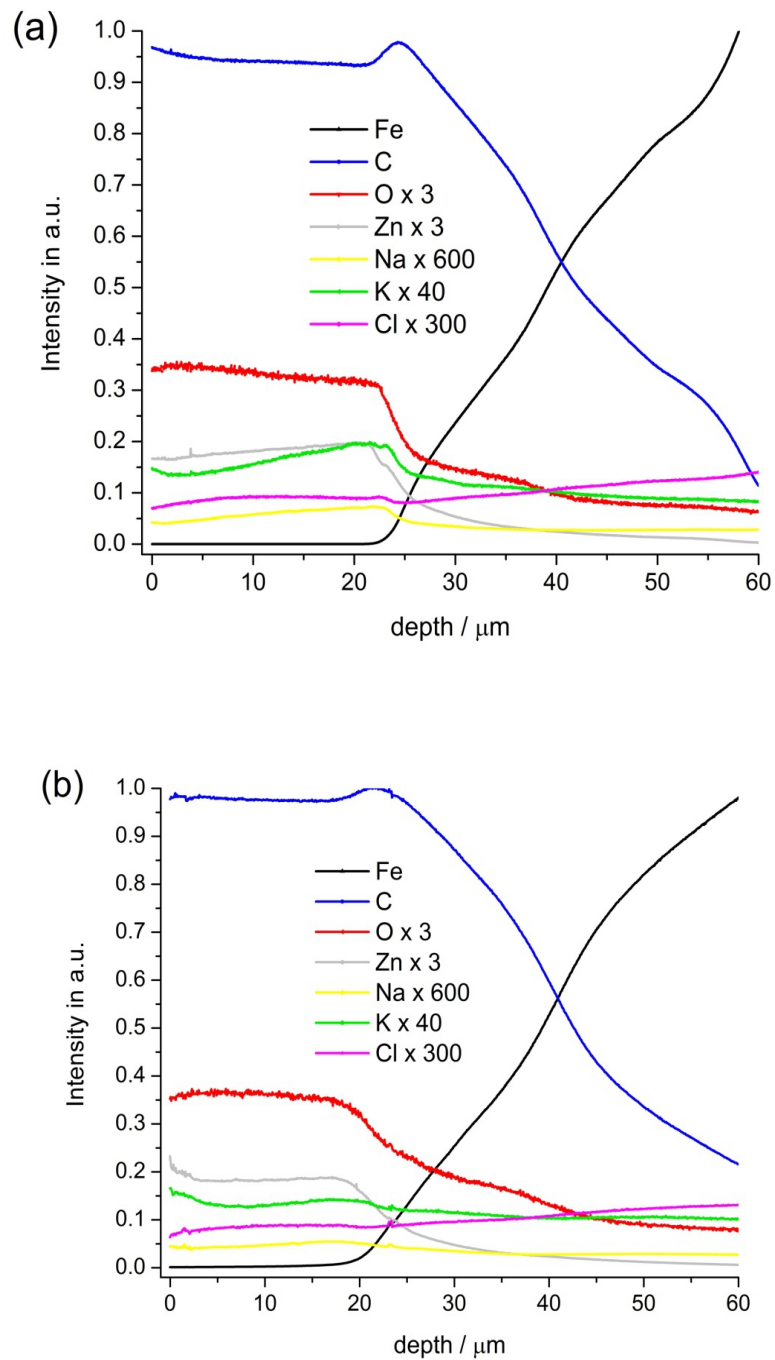 (a)
1.0
0.9
0.8
0.7
0.6
0.5
0.4
0.3
0.2
0.1
0.0
Intensity in a.u.
Fe
C
O x 3
Zn x 3
Na x 600
K x 40
Cl x 300
0 10 20 30 40 50 60
depth / μm
(b)
1.0
0.9
0.8
0.7
0.6
0.5
0.4
0.3
0.2
0.1
0.0
Intensity in a.u.
Fe
C
O x 3
Zn x 3
Na x 600
K x 40
Cl x 300
0 10 20 30 40 50 60
depth / μm